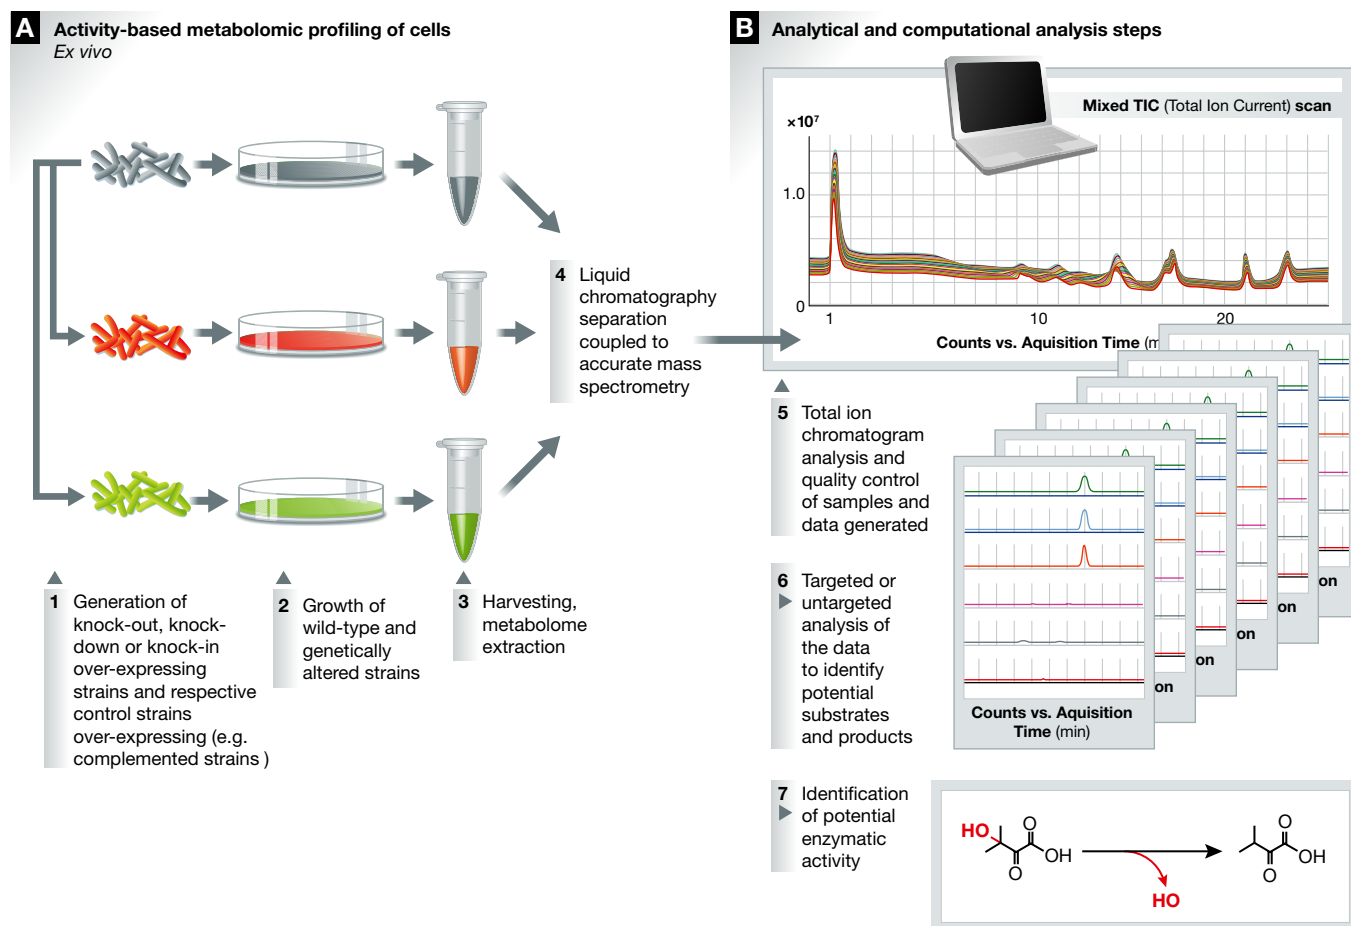 A Activity-based metabolomic profiling of cells
Ex vivo
1 Generation of
knock-out, knock-
down or knock-in
over-expressing
strains and respective
control strains
over-expressing (e.g.
complemented strains )
2 Growth of
wild-type and
genetically
altered strains
3 Harvesting,
metabolome
extraction
4 Liquid
chromatography
separation
coupled to
accurate mass
spectrometry
B Analytical and computational analysis steps
Mixed TIC (Total Ion Current) scan
×10⁷
1.0
0
1 10 20
Counts vs. Aquisition Time (m
5 Total ion
chromatogram
analysis and
quality control
of samples and
data generated
6 Targeted or
untargeted
analysis of
the data
to identify
potential
substrates
and products
on
on
on
on
on
Counts vs. Aquisition
Time (min)
7 Identification
of potential
enzymatic
activity
HO O OH O
HO
O OH O